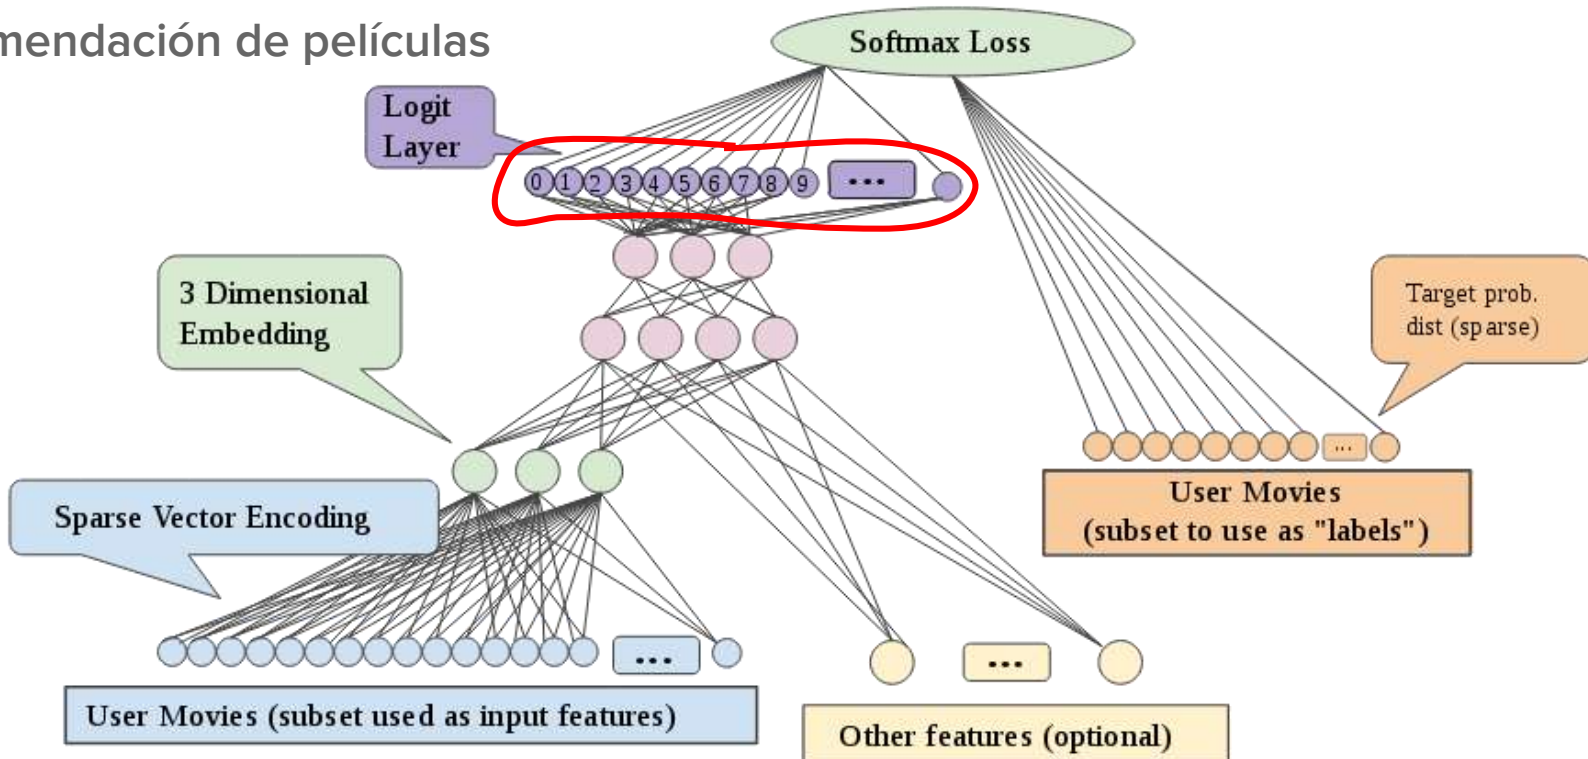 mendación de películas
Softmax Loss
Logit
Layer
0 1 2 3 4 5 6 7 8 9 ...
3 Dimensional
Embedding
Target prob.
dist (sparse)
...
User Movies
(subset to use as "labels")
Sparse Vector Encoding
...
...
User Movies (subset used as input features)
Other features (optional)